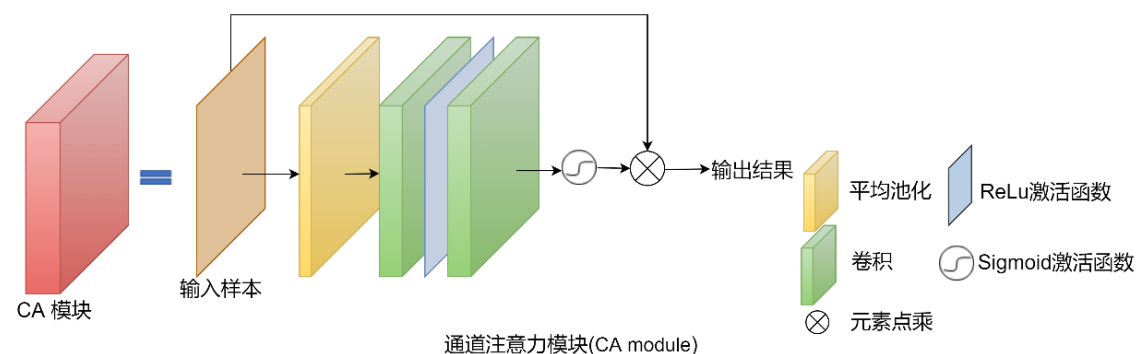 CA 模块
输入样本
输出结果
平均池化
ReLu激活函数
卷积
Sigmoid激活函数
元素点乘
通道注意力模块(CA module)